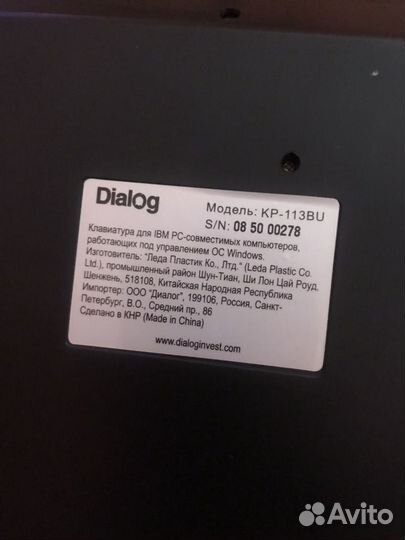 Dialog
Модель: KP-113BU
S/N: 08 50 00278
Клавиатура для IBM PC-совместимых компьютеров,
работающих под управлением ОС Windows.
Изготовитель: "Леда Пластик Ко., Лтд." (Leda Plastic Co.
Ltd.), промышленный район Шун-Тиан, Ши Лон Цай Роуд.
Шенжень, 518108, Китайская Народная Республика
Импортер: ООО "Диалог", 199106, Россия, Санкт-
Петербург, В.О., Средний пр., 86
Сделано в КНР (Made in China)
www.dialoginvest.com
Avito